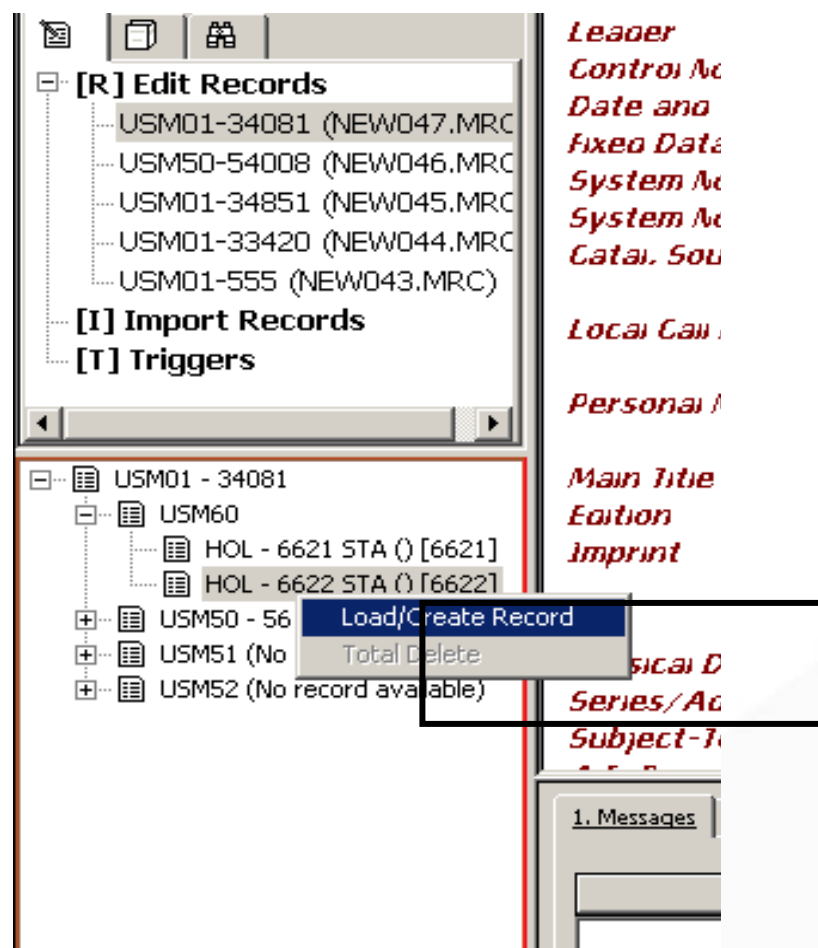 [R] Edit Records
USM01-34081 (NEW047.MRC
USM50-54008 (NEW046.MRC
USM01-34851 (NEW045.MRC
USM01-33420 (NEW044.MRC
USM01-555 (NEW043.MRC)
[I] Import Records
[T] Triggers
USM01 - 34081
USM60
HOL - 6621 STA () [6621]
HOL - 6622 STA () [6622]
USM50 - 56
USM51 (No
USM52 (No record available)
Load/Create Record
Total Delete
Leader
Control
Date and
Fixed Data
System
System
Catal. Sou
Local Call
Personal
Main Title
Edition
Imprint
sical D
Series/Ad
Subject-T
1. Messages